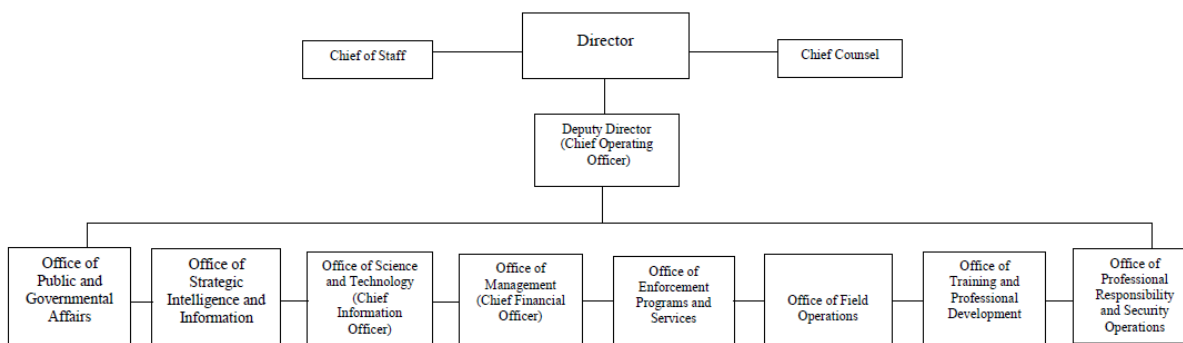 Director
Chief of Staff
Chief Counsel
Deputy Director
(Chief Operating
Officer)
Office of
Public and
Governmental
Affairs
Office of
Strategic
Intelligence and
Information
Office of Science
and Technology
(Chief
Information
Officer)
Office of
Management
(Chief Financial
Officer)
Office of
Enforcement
Programs and
Services
Office of Field
Operations
Office of
Training and
Professional
Development
Office of
Professional
Responsibility
and Security
Operations